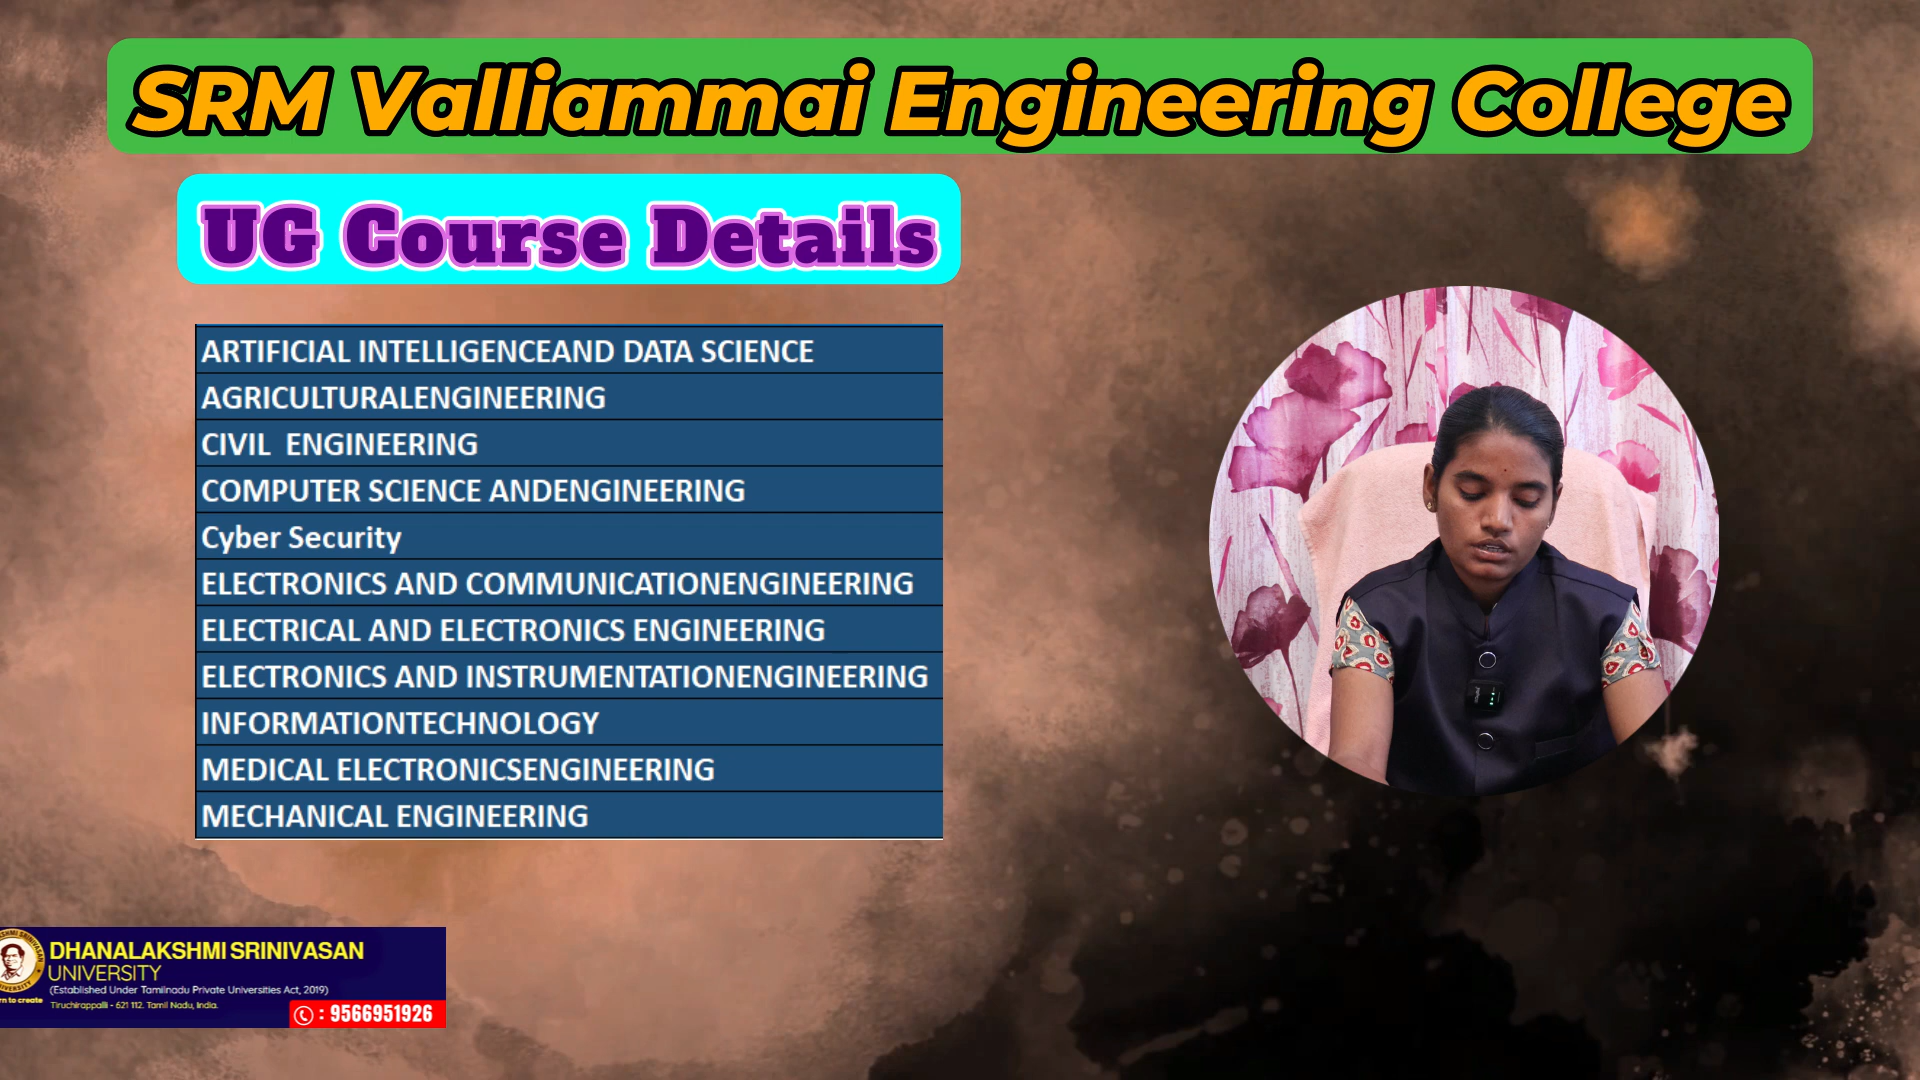 SRM Valliammai Engineering College
UG Course Details
ARTIFICIAL INTELLIGENCEAND DATA SCIENCE
AGRICULTURALENGINEERING
CIVIL  ENGINEERING
COMPUTER SCIENCE ANDENGINEERING
Cyber Security
ELECTRONICS AND COMMUNICATIONENGINEERING
ELECTRICAL AND ELECTRONICS ENGINEERING
ELECTRONICS AND INSTRUMENTATIONENGINEERING
INFORMATIONTECHNOLOGY
MEDICAL ELECTRONICSENGINEERING
MECHANICAL ENGINEERING
DHANALAKSHMI SRINIVASAN
UNIVERSITY
(Established Under Tamilnadu Private Universities Act, 2019)
Tiruchirappalli - 621 112. Tamil Nadu, India.
to create
: 9566951926